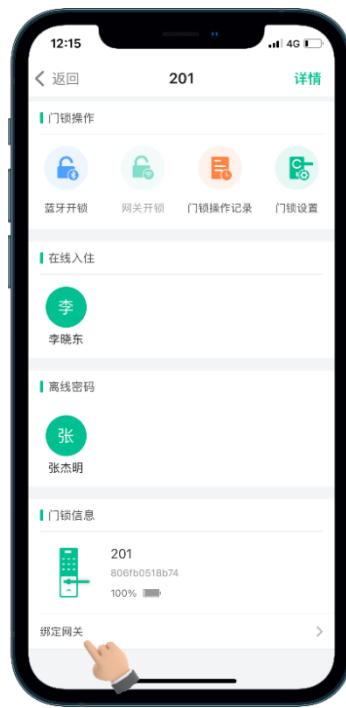 12:15
4G
返回
201
详情
门锁操作
蓝牙开锁
网关开锁
门锁操作记录
门锁设置
在线入住
李
李晓东
离线密码
张
张杰明
门锁信息
201
806fb0518b74
100%
绑定网关